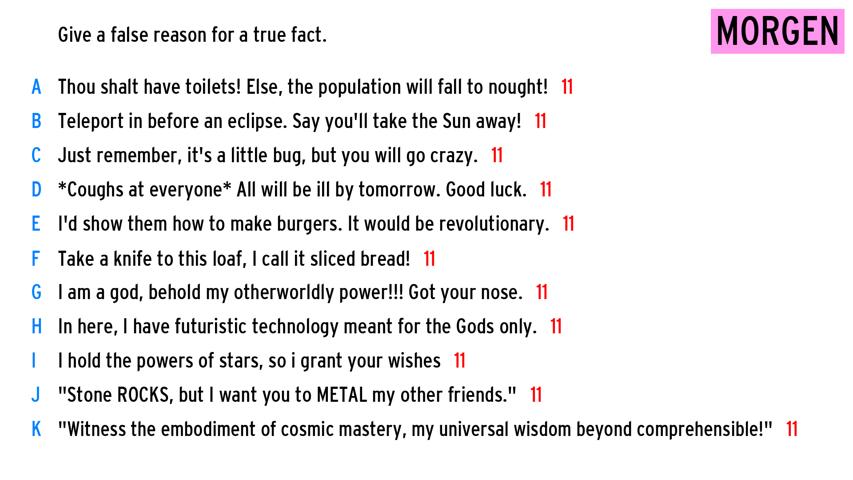 Give a false reason for a true fact.
MORGEN
A Thou shalt have toilets! Else, the population will fall to nought! 11
B Teleport in before an eclipse. Say you'll take the Sun away! 11
C Just remember, it's a little bug, but you will go crazy. 11
D *Coughs at everyone* All will be ill by tomorrow. Good luck. 11
E I'd show them how to make burgers. It would be revolutionary. 11
F Take a knife to this loaf, I call it sliced bread! 11
G I am a god, behold my otherworldly power!!! Got your nose. 11
H In here, I have futuristic technology meant for the Gods only. 11
I I hold the powers of stars, so i grant your wishes 11
J "Stone ROCKS, but I want you to METAL my other friends." 11
K "Witness the embodiment of cosmic mastery, my universal wisdom beyond comprehensible!" 11